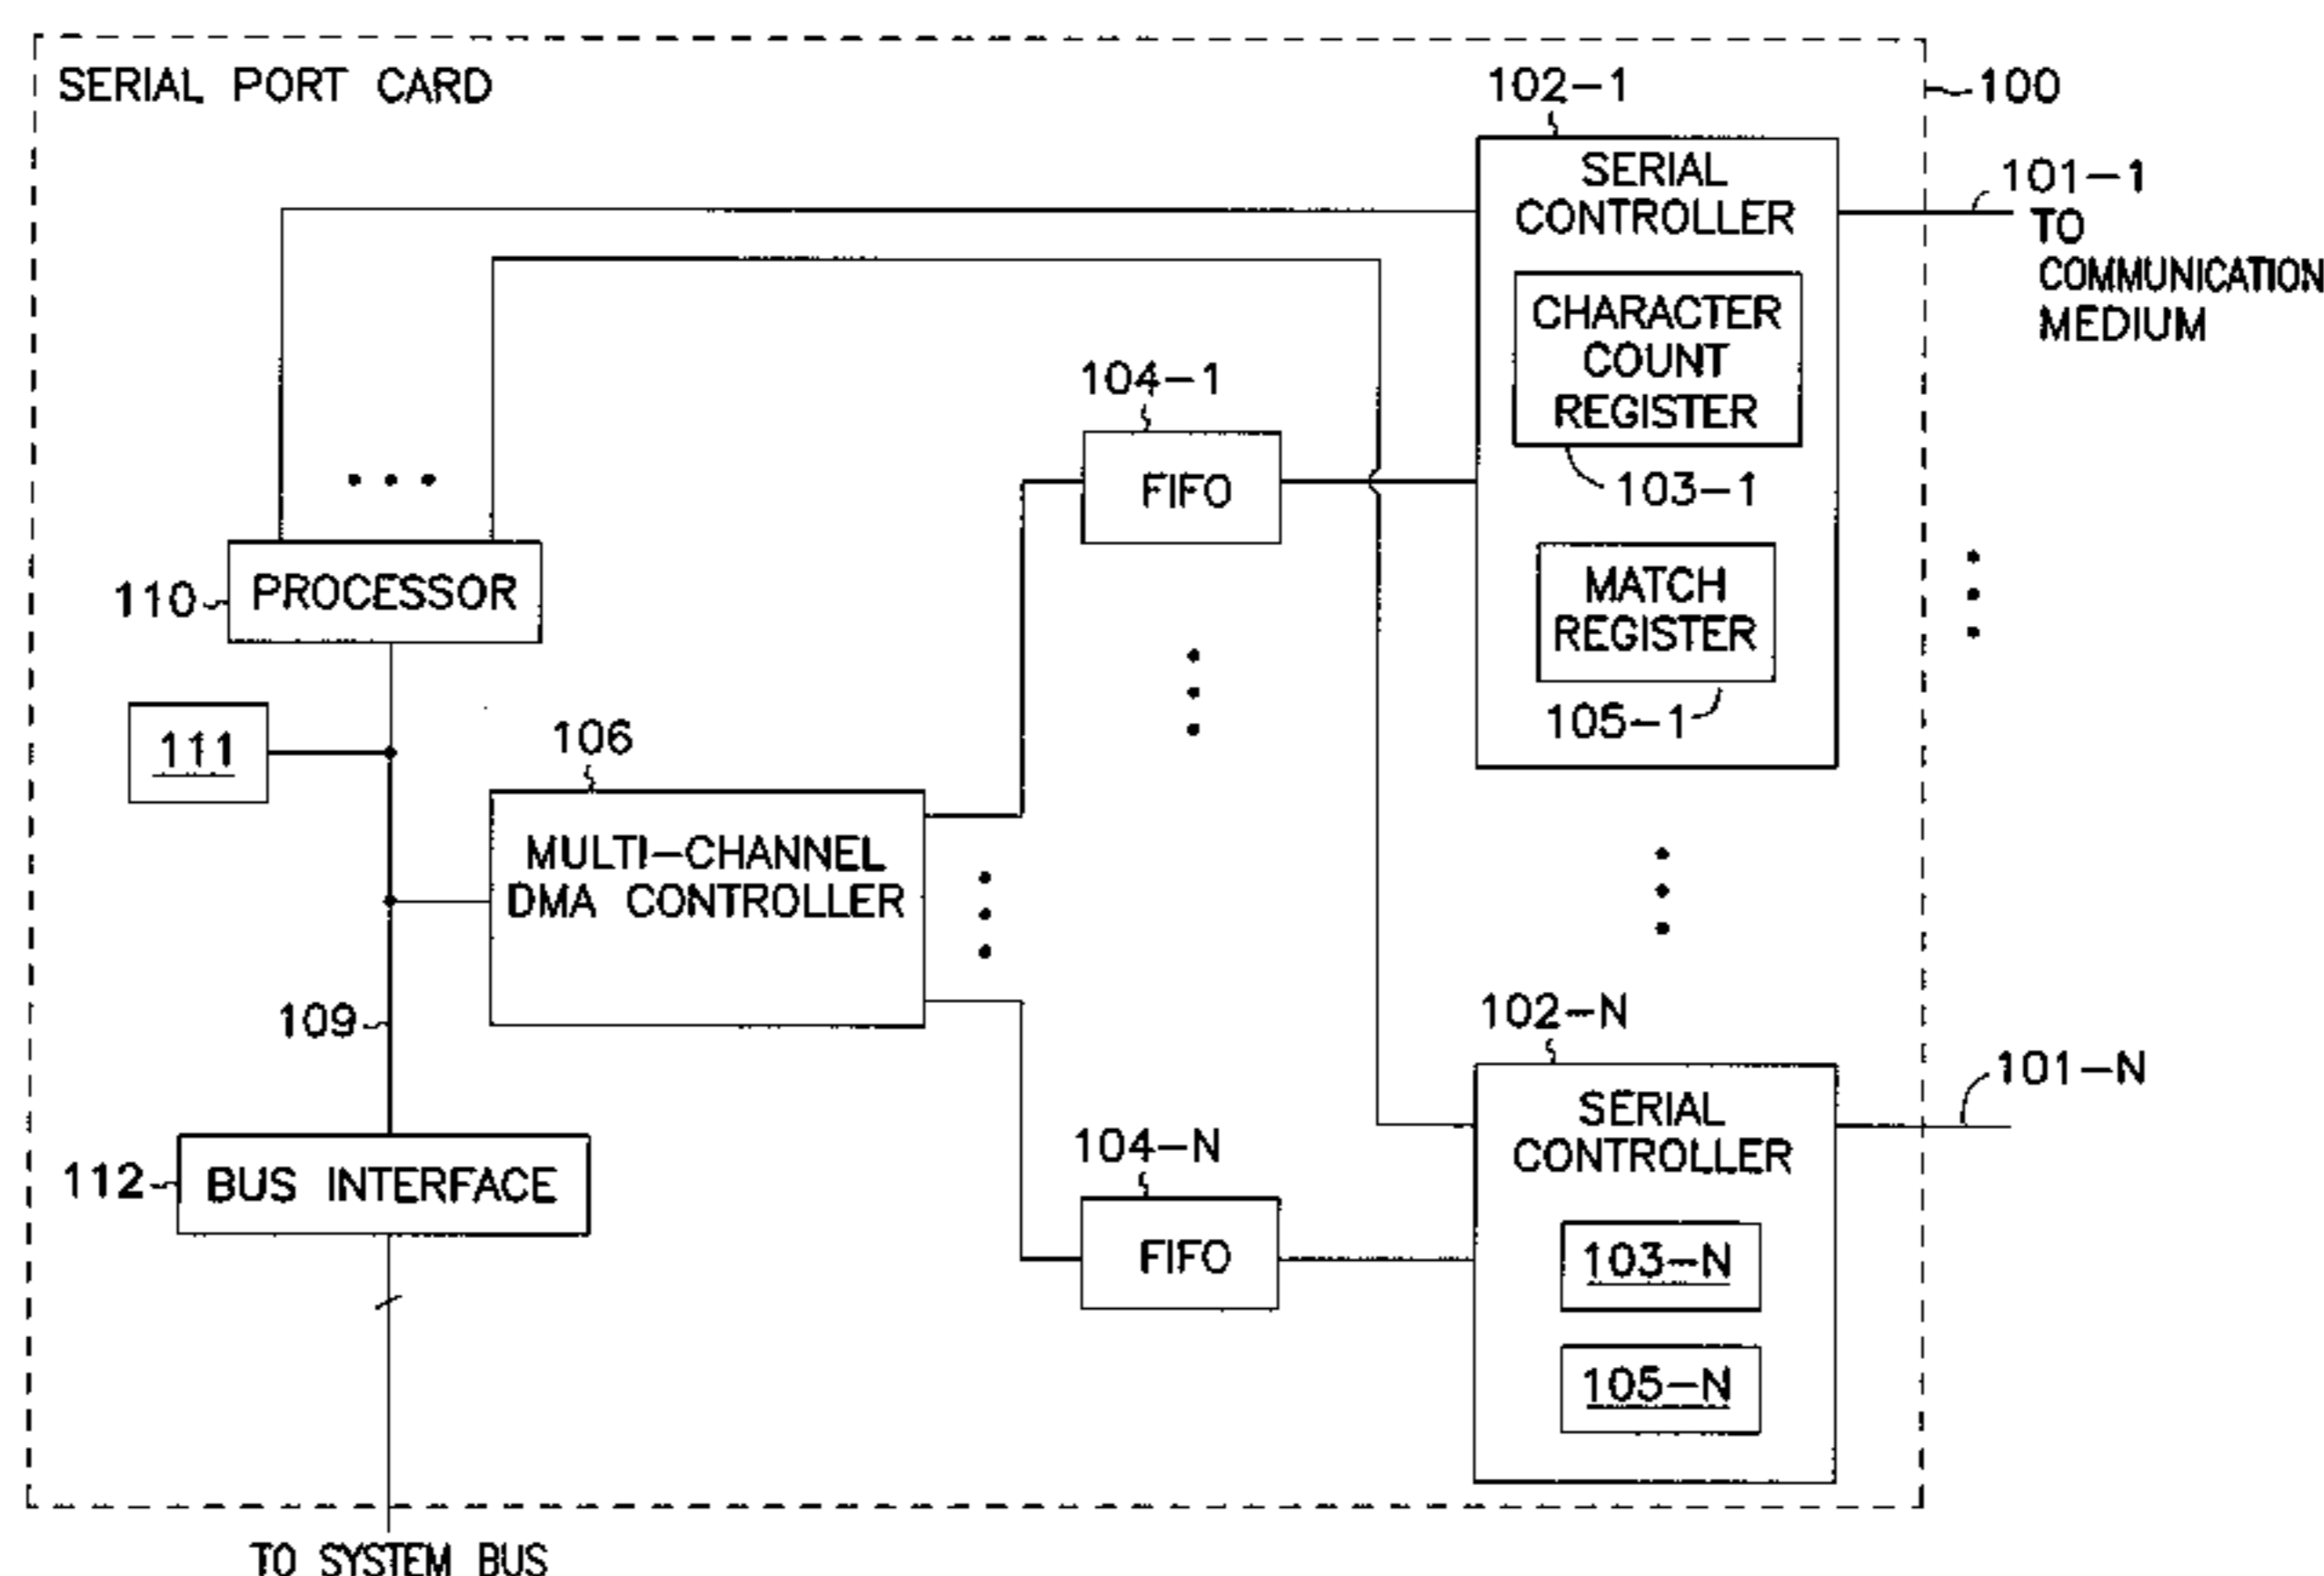 SERIAL PORT CARD
100
102-1
SERIAL
CONTROLLER
101-1
TO
COMMUNICATION
MEDIUM
CHARACTER
COUNT
REGISTER
103-1
104-1
FIFO
110
PROCESSOR
MATCH
REGISTER
105-1
111
106
MULTI-CHANNEL
DMA CONTROLLER
109
102-N
SERIAL
CONTROLLER
101-N
104-N
FIFO
112
BUS INTERFACE
103-N
105-N
TO SYSTEM BUS